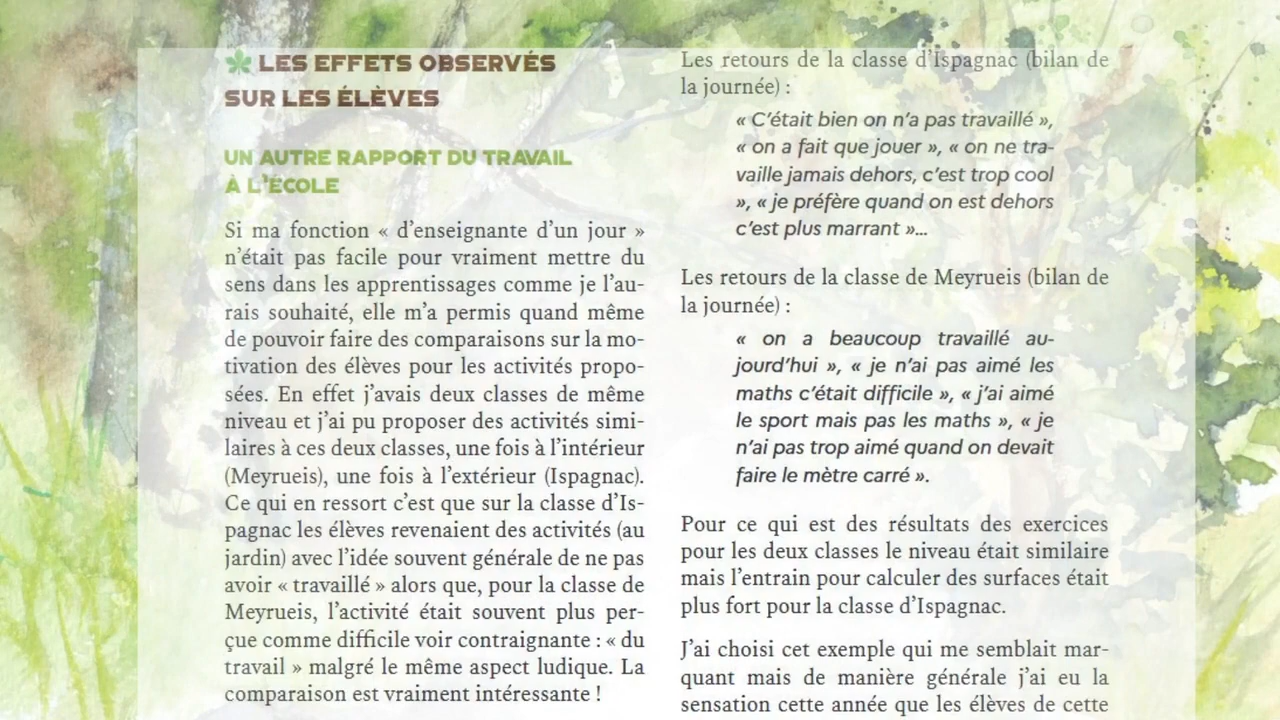 LES EFFETS OBSERVÉS
SUR LES ÉLÈVES
UN AUTRE RAPPORT DU TRAVAIL
À L'ÉCOLE
Si ma fonction « d'enseignante d'un jour »
n'était pas facile pour vraiment mettre du
sens dans les apprentissages comme je l'au-
rais souhaité, elle m'a permis quand même
de pouvoir faire des comparaisons sur la mo-
tivation des élèves pour les activités propo-
sées. En effet j'avais deux classes de même
niveau et j'ai pu proposer des activités simi-
laires à ces deux classes, une fois à l'intérieur
(Meyrueis), une fois à l'extérieur (Ispagnac).
Ce qui en ressort c'est que sur la classe d'Is-
pagnac les élèves revenaient des activités (au
jardin) avec l'idée souvent générale de ne pas
avoir « travaillé » alors que, pour la classe de
Meyrueis, l'activité était souvent plus per-
çue comme difficile voir contraignante : « du
travail » malgré le même aspect ludique. La
comparaison est vraiment intéressante !
Les retours de la classe d'Ispagnac (bilan de
la journée) :
« C'était bien on n'a pas travaillé »,
« on a fait que jouer », « on ne tra-
vaille jamais dehors, c'est trop cool
», « je préfère quand on est dehors
c'est plus marrant »...
Les retours de la classe de Meyrueis (bilan de
la journée) :
« on a beaucoup travaillé au-
jourd'hui », « je n'ai pas aimé les
maths c'était difficile », « j'ai aimé
le sport mais pas les maths », « je
n'ai pas trop aimé quand on devait
faire le mètre carré ».
Pour ce qui est des résultats des exercices
pour les deux classes le niveau était similaire
mais l'entrain pour calculer des surfaces était
plus fort pour la classe d'Ispagnac.
J'ai choisi cet exemple qui me semblait mar-
quant mais de manière générale j'ai eu la
sensation cette année que les élèves de cette